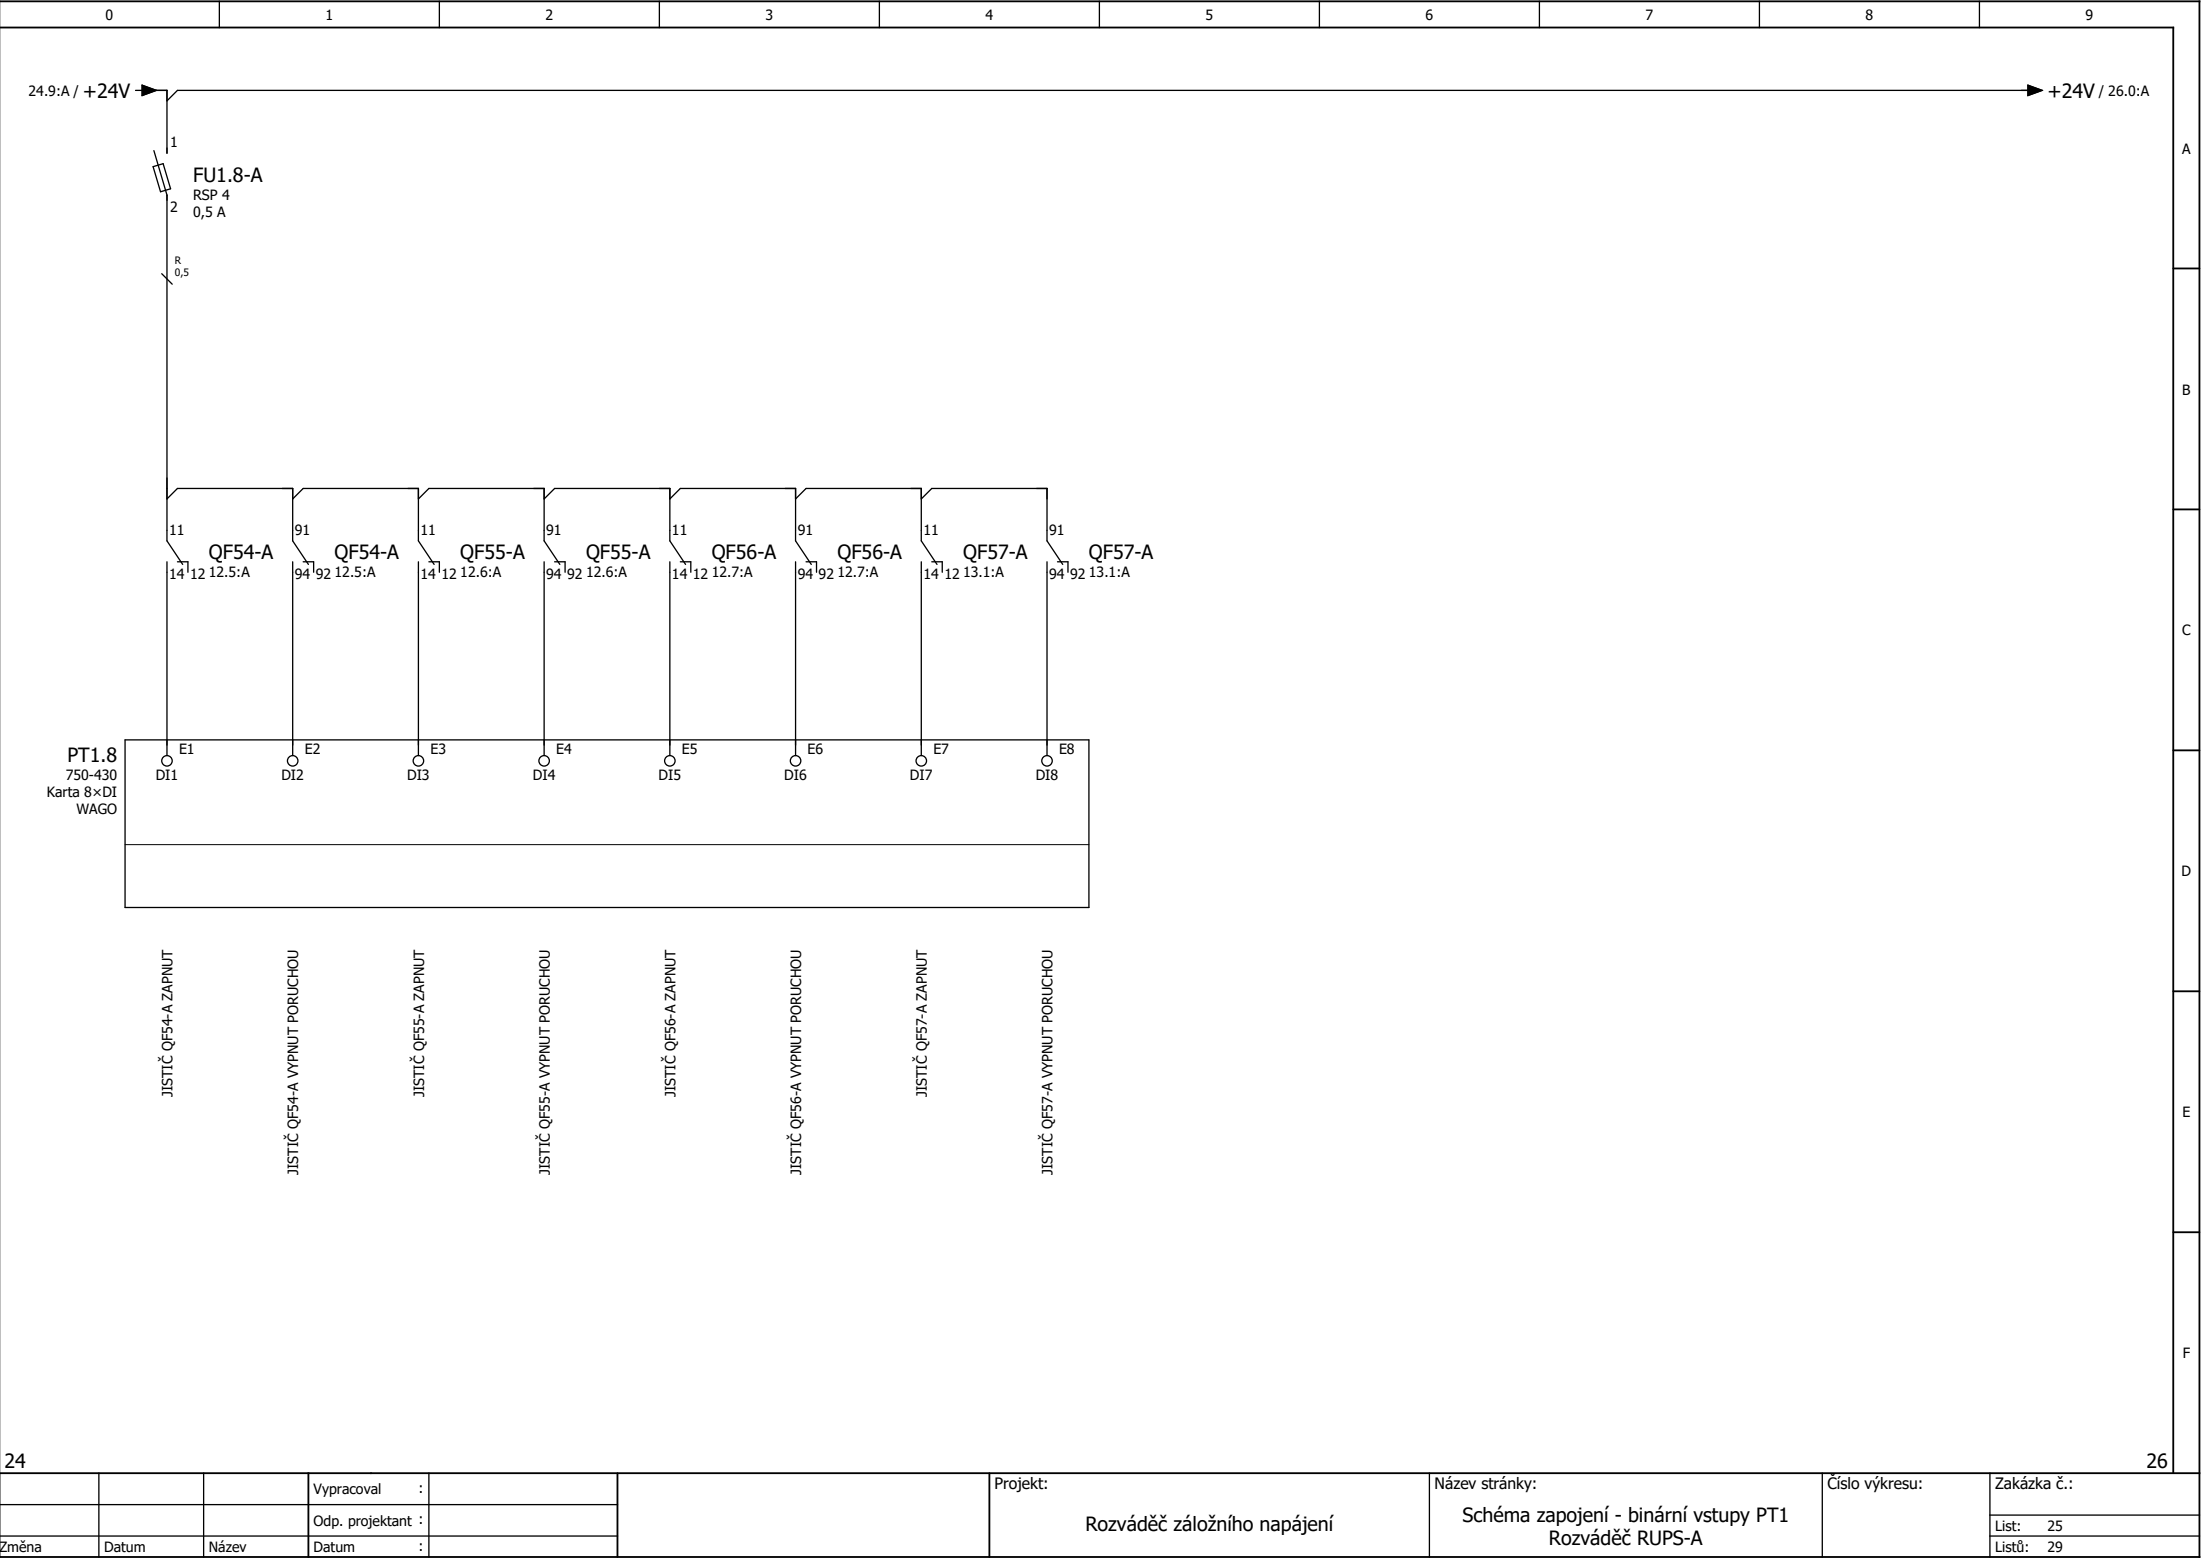 0 1 2 3 4 5 6 7 8 9
24.9:A / +24V
+24V / 26.0:A
1
FU1.8-A
RSP 4
2
0,5 A
R
0,5
A
B
C
D
E
F
11 QF54-A 14 12 12.5:A
91 QF54-A 94 92 12.5:A
11 QF55-A 14 12 12.6:A
91 QF55-A 94 92 12.6:A
11 QF56-A 14 12 12.7:A
91 QF56-A 94 92 12.7:A
11 QF57-A 14 12 13.1:A
91 QF57-A 94 92 13.1:A
PT1.8
750-430
Karta 8×DI
WAGO
E1 E2 E3 E4 E5 E6 E7 E8
DI1 DI2 DI3 DI4 DI5 DI6 DI7 DI8
JISTIČ QF54-A ZAPNUT
JISTIČ QF54-A VYPNUT PORUCHOU
JISTIČ QF55-A ZAPNUT
JISTIČ QF55-A VYPNUT PORUCHOU
JISTIČ QF56-A ZAPNUT
JISTIČ QF56-A VYPNUT PORUCHOU
JISTIČ QF57-A ZAPNUT
JISTIČ QF57-A VYPNUT PORUCHOU
24
26
Vypracoval :
Odp. projektant :
Změna Datum Název Datum :
Projekt:
Rozváděč záložního napájení
Název stránky:
Schéma zapojení - binární vstupy PT1
Rozváděč RUPS-A
Číslo výkresu:
Zakázka č.:
List: 25
Listů: 29